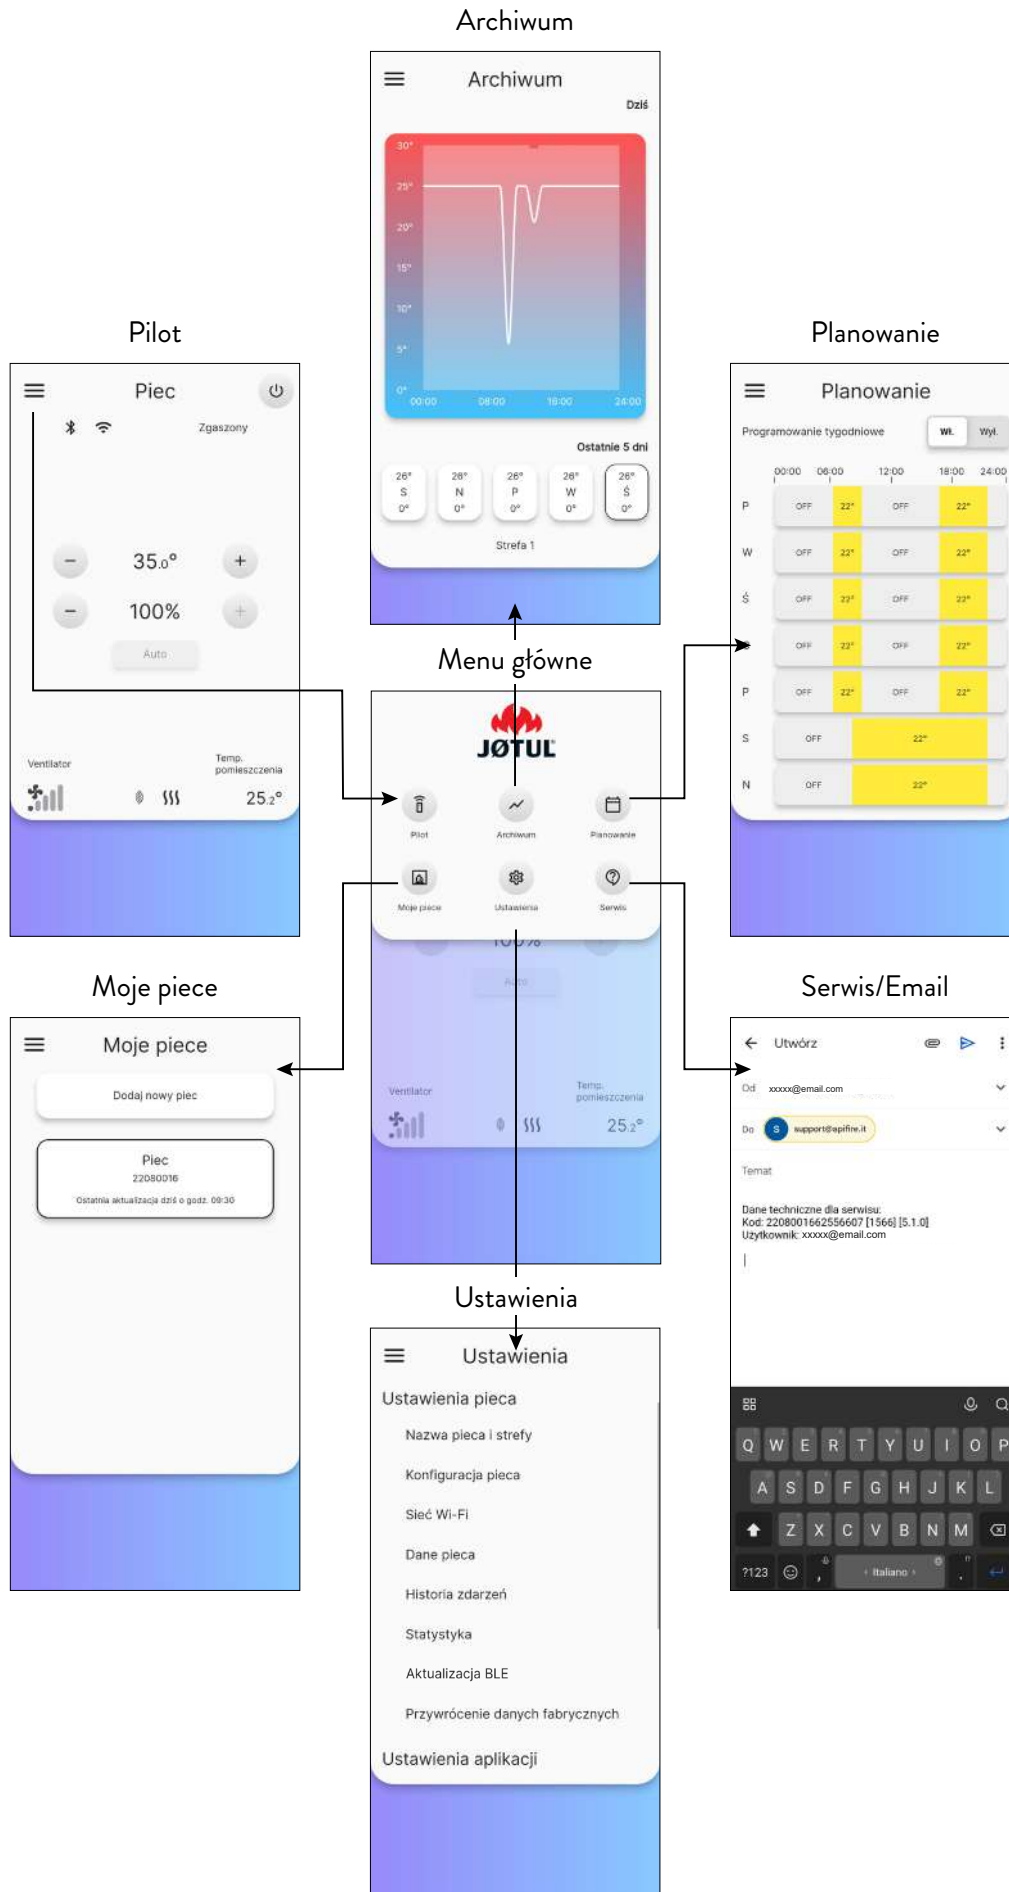 Archiwum
Archiwum
Dziś
30°
25°
20°
15°
10°
5°
0°
00:00 08:00 16:00 24:00
Ostatnie 5 dni
26° 26° 26° 26° 26°
S N P W Ś
0° 0° 0° 0° 0°
Strefa 1
Pilot
Piec
Zgaszony
35.0°
100%
Auto
Ventilator
Temp.
pomieszczenia
25.2°
Planowanie
Planowanie
Programowanie tygodniowe Wł. Wył.
00:00 06:00 12:00 18:00 24:00
P OFF 22° OFF 22°
W OFF 22° OFF 22°
Ś OFF 22° OFF 22°
OFF 22° OFF 22°
P OFF 22° OFF 22°
S OFF 22°
N OFF 22°
Menu główne
JØTUL
Pilot Archiwum Planowanie
Moje piece Ustawienia Serwis
100%
Auto
Ventilator
Temp.
pomieszczenia
25.2°
Moje piece
Moje piece
Dodaj nowy piec
Piec
22080016
Ostatnia aktualizacja dziś o godz. 09:30
Serwis/Email
Utwórz
Od xxxxx@email.com
Do S support@apifire.it
Temat
Dane techniczne dla serwisu:
Kod: 2208001662556607 [1566] [5.1.0]
Użytkownik: xxxxx@email.com
Q W E R T Y U I O P
A S D F G H J K L
Z X C V B N M
?123 , Italiano .
Ustawienia
Ustawienia
Ustawienia pieca
Nazwa pieca i strefy
Konfiguracja pieca
Sieć Wi-Fi
Dane pieca
Historia zdarzeń
Statystyka
Aktualizacja BLE
Przywrócenie danych fabrycznych
Ustawienia aplikacji